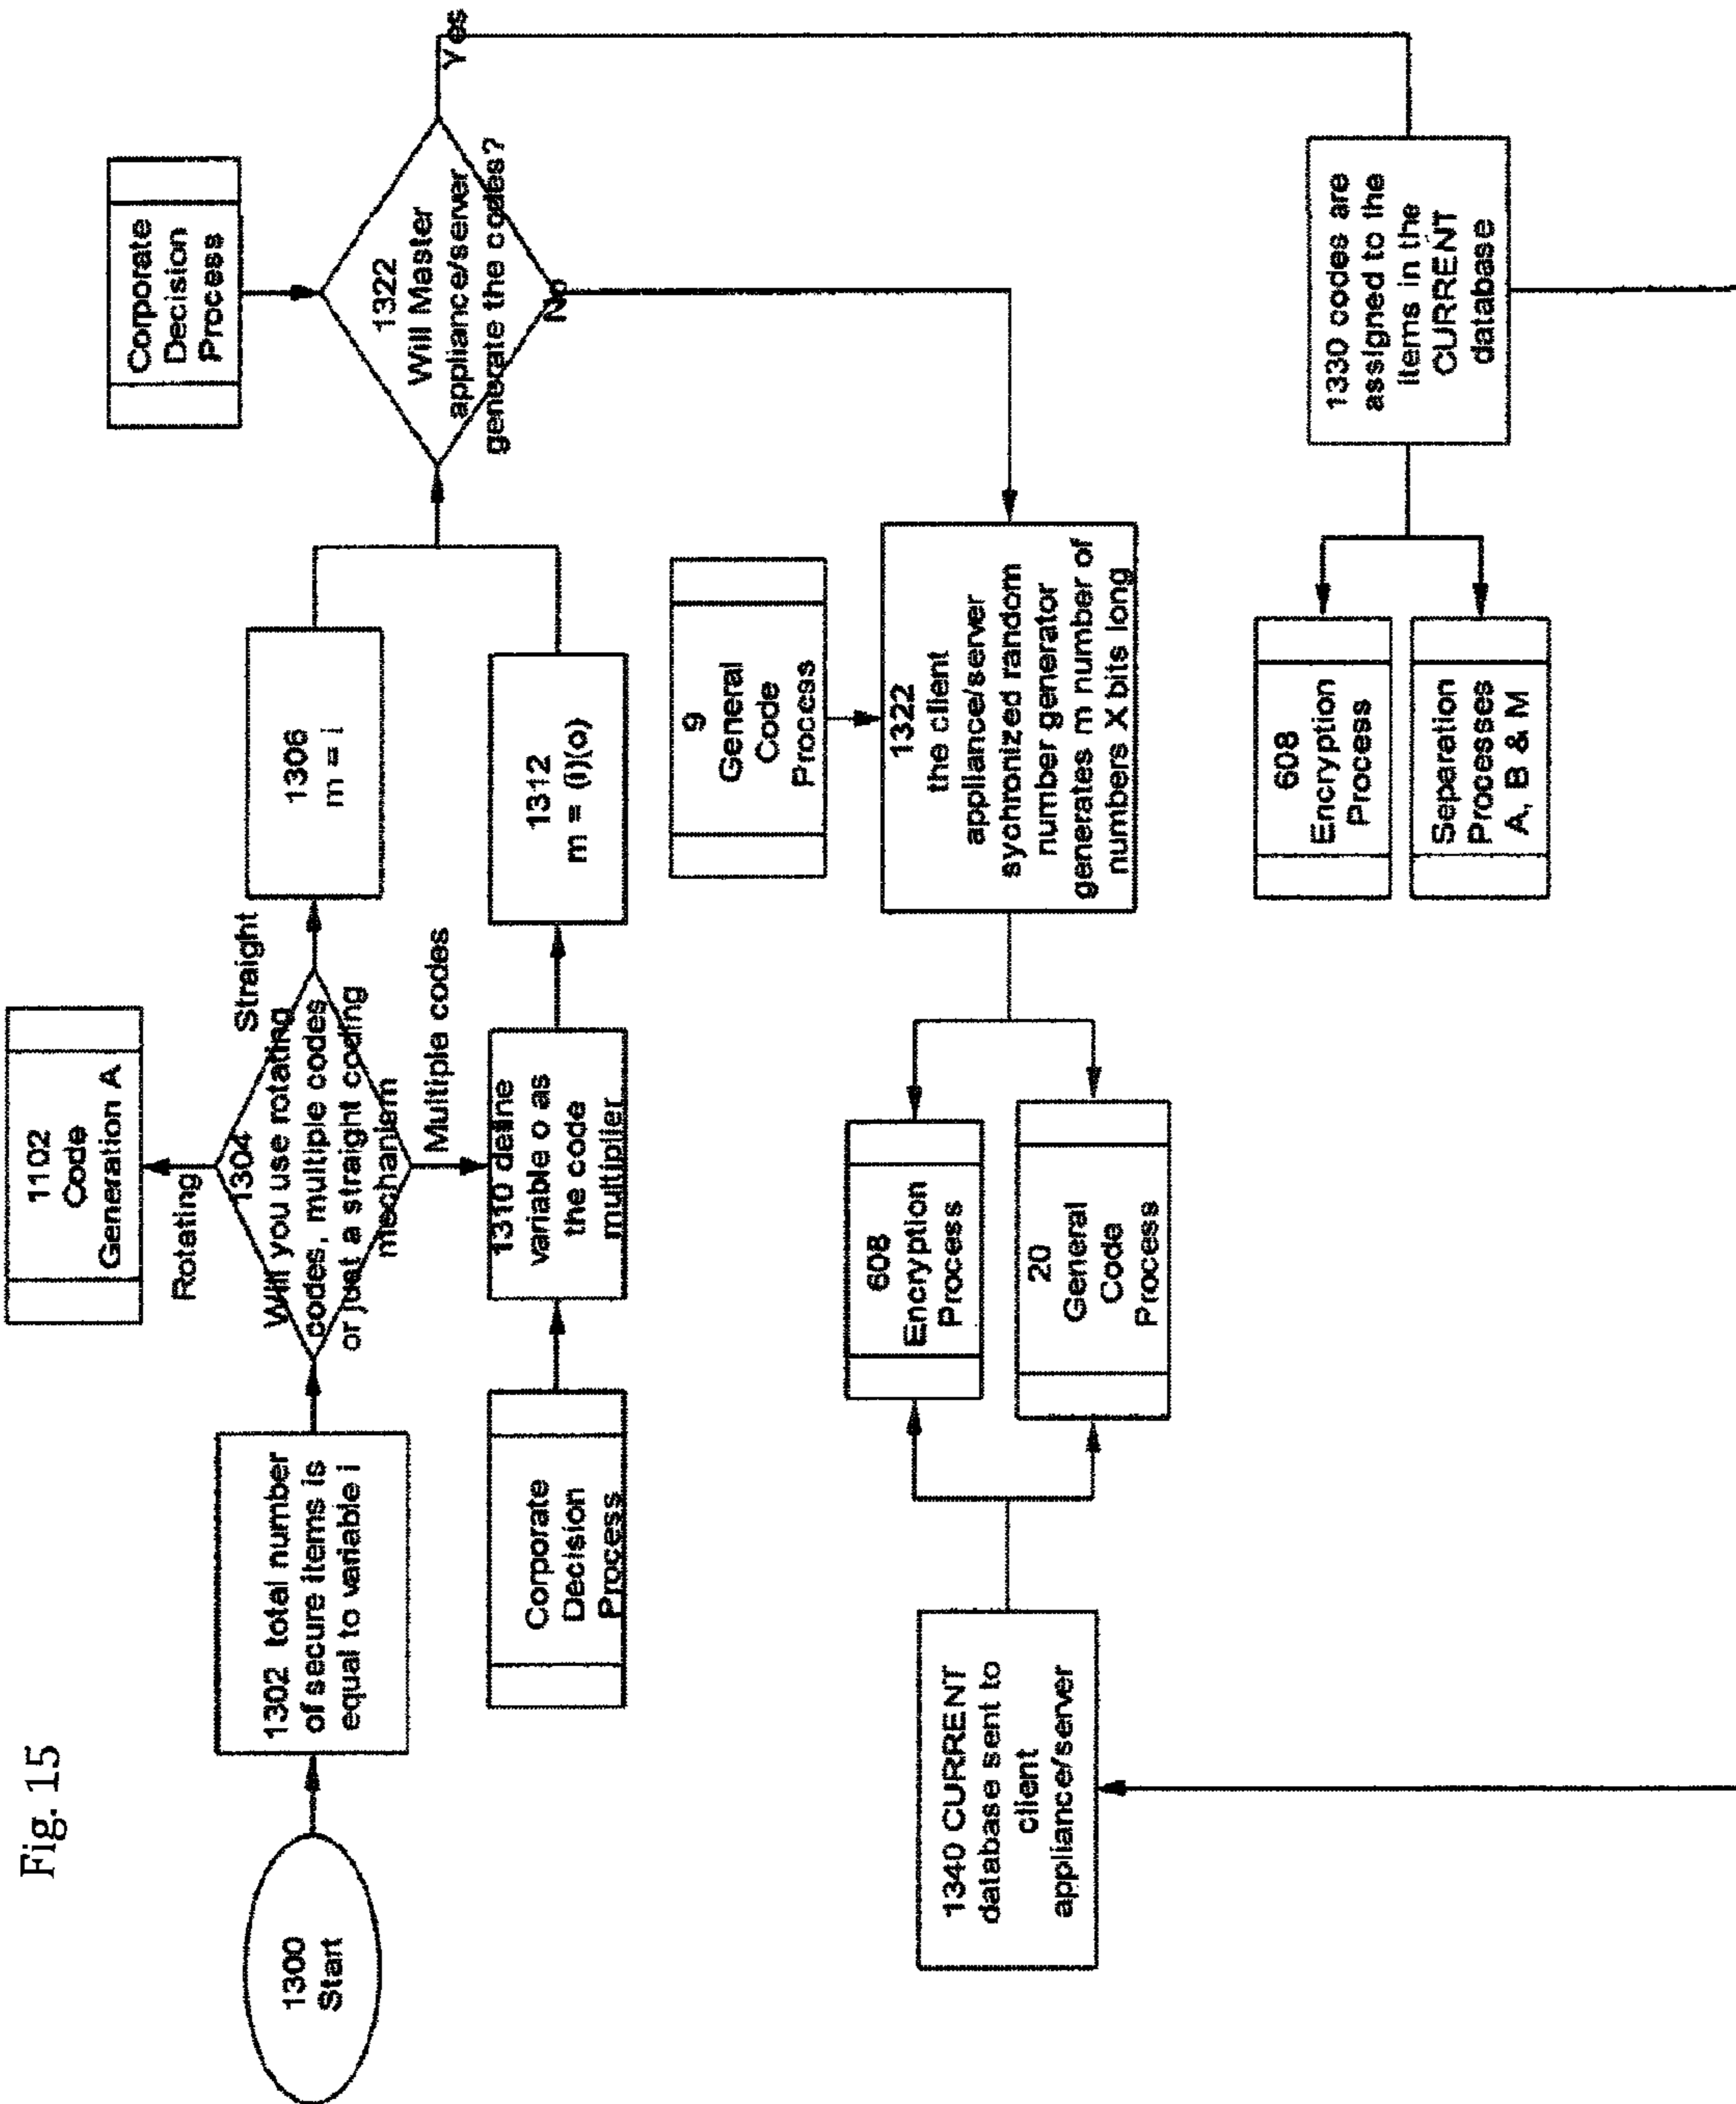 Fig. 15
1300
Start
1302 total number
of secure items is
equal to variable i
1304
Will you use rotating
codes, multiple codes
or just a straight coding
mechanism
Rotating
1102
Code
Generation A
Straight
1306
m = i
Multiple codes
Corporate
Decision
Process
1310 define
variable o as
the code
multiplier
1312
m = (i)(o)
Corporate
Decision
Process
1322
Will Master
appliance/server
generate the codes?
Yes
No
9
General
Code
Process
1322
the client
appliance/server
sychronized random
number generator
generates m number of
numbers X bits long
608
Encryption
Process
20
General
Code
Process
1340 CURRENT
database sent to
client
appliance/server
1330 codes are
assigned to the
items in the
CURRENT
database
608
Encryption
Process
Separation
Processes
A, B & M